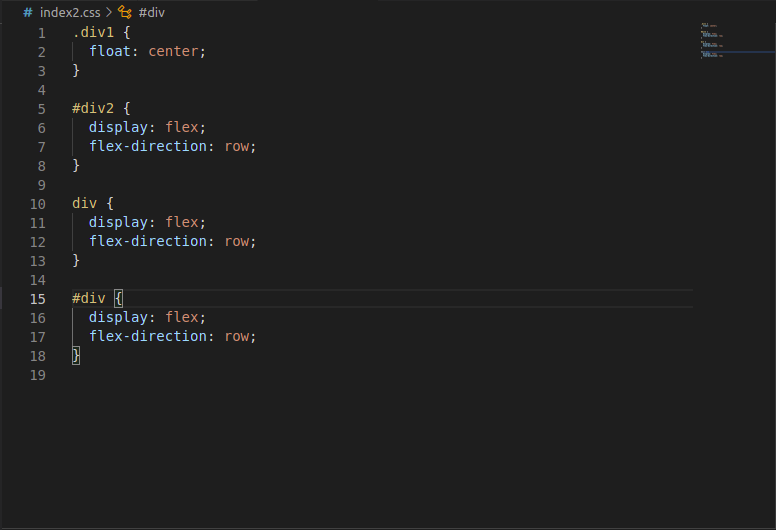 # index2.css > #div
1 .div1 {
2   float: center;
3 }
4
5 #div2 {
6   display: flex;
7   flex-direction: row;
8 }
9
10 div {
11   display: flex;
12   flex-direction: row;
13 }
14
15 #div {
16   display: flex;
17   flex-direction: row;
18 }
19